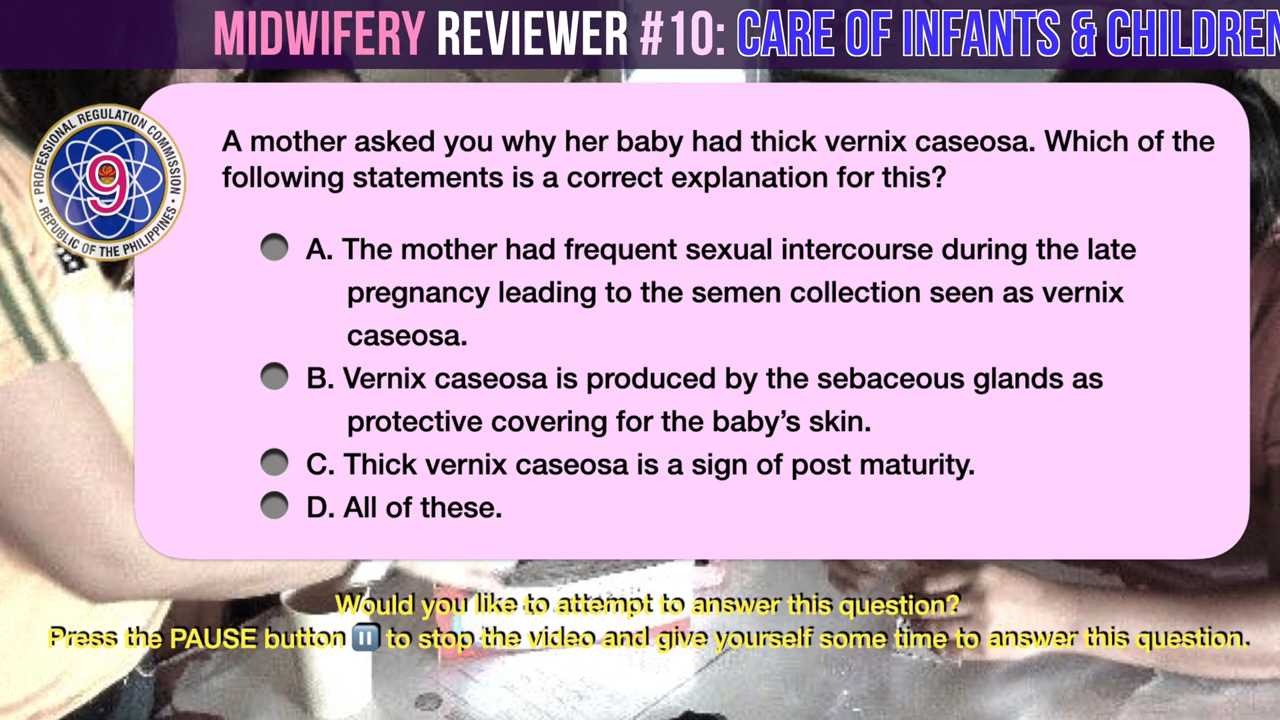 MIDWIFERY REVIEWER #10: CARE OF INFANTS & CHILDREN
PROFESSIONAL REGULATION COMMISSION
9
REPUBLIC OF THE PHILIPPINES
A mother asked you why her baby had thick vernix caseosa. Which of the
following statements is a correct explanation for this?
A. The mother had frequent sexual intercourse during the late
pregnancy leading to the semen collection seen as vernix
caseosa.
B. Vernix caseosa is produced by the sebaceous glands as
protective covering for the baby's skin.
C. Thick vernix caseosa is a sign of post maturity.
D. All of these.
Would you like to attempt to answer this question?
Press the PAUSE button ⏸ to stop the video and give yourself some time to answer this question.